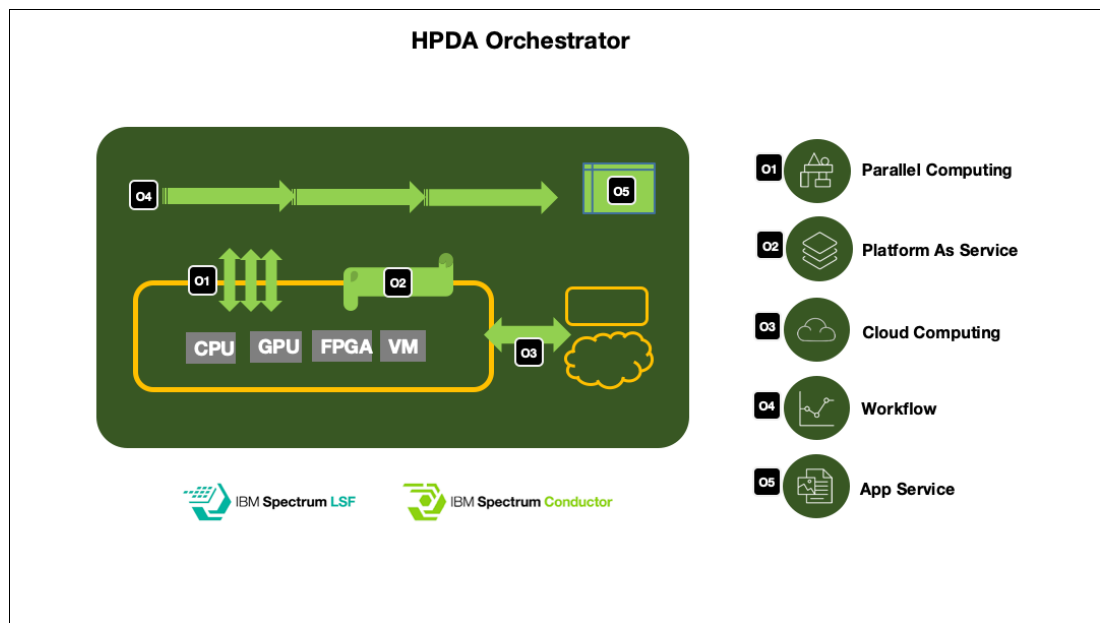 HPDA Orchestrator
O4
O5
O1
O2
CPU
GPU
FPGA
VM
O3
O1
Parallel Computing
O2
Platform As Service
O3
Cloud Computing
O4
Workflow
O5
App Service
IBM Spectrum LSF
IBM Spectrum Conductor